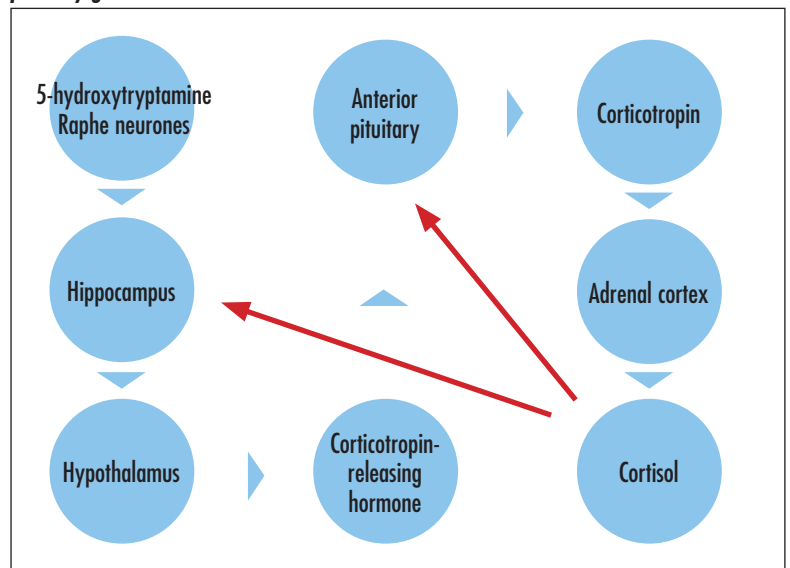 5-hydroxytryptamine
Raphe neurones
Anterior
pituitary
Corticotropin
Hippocampus
Adrenal cortex
Hypothalamus
Corticotropin-
releasing
hormone
Cortisol